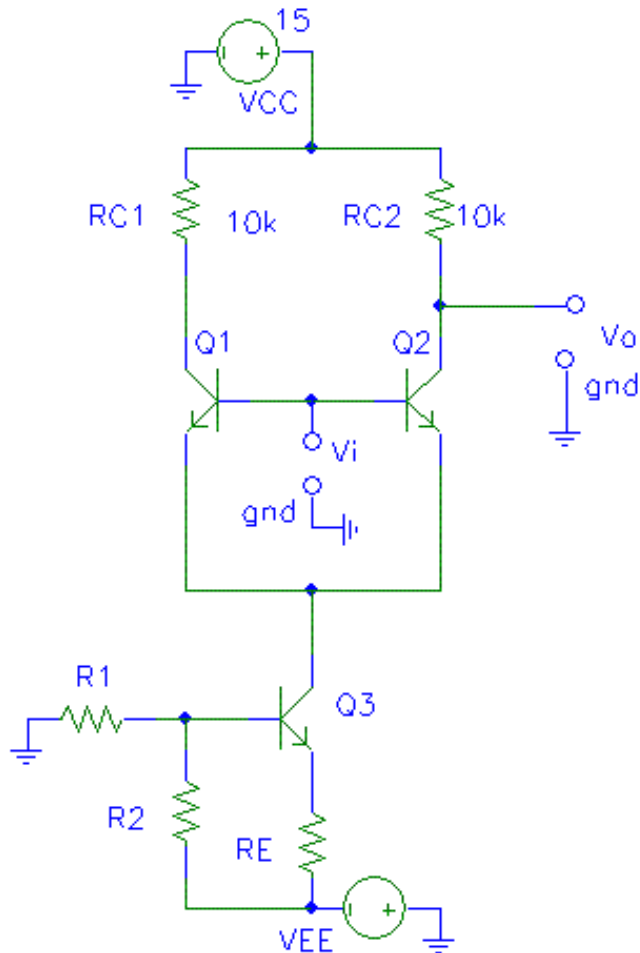 15
VCC
RC1 10k RC2 10k
Q1 Q2
Vo
Vi gnd
gnd
R1
Q3
R2
RE
VEE